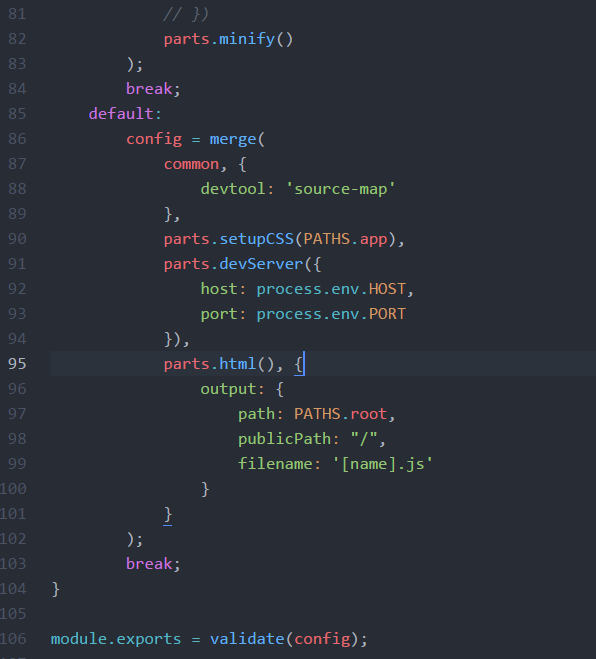 81             // })
82             parts.minify()
83         );
84         break;
85     default:
86         config = merge(
87             common, {
88                 devtool: 'source-map'
89             },
90             parts.setupCSS(PATHS.app),
91             parts.devServer({
92                 host: process.env.HOST,
93                 port: process.env.PORT
94             }),
95             parts.html(), {
96                 output: {
97                     path: PATHS.root,
98                     publicPath: "/",
99                     filename: '[name].js'
100                 }
101             }
102         );
103         break;
104 }
105
106 module.exports = validate(config);